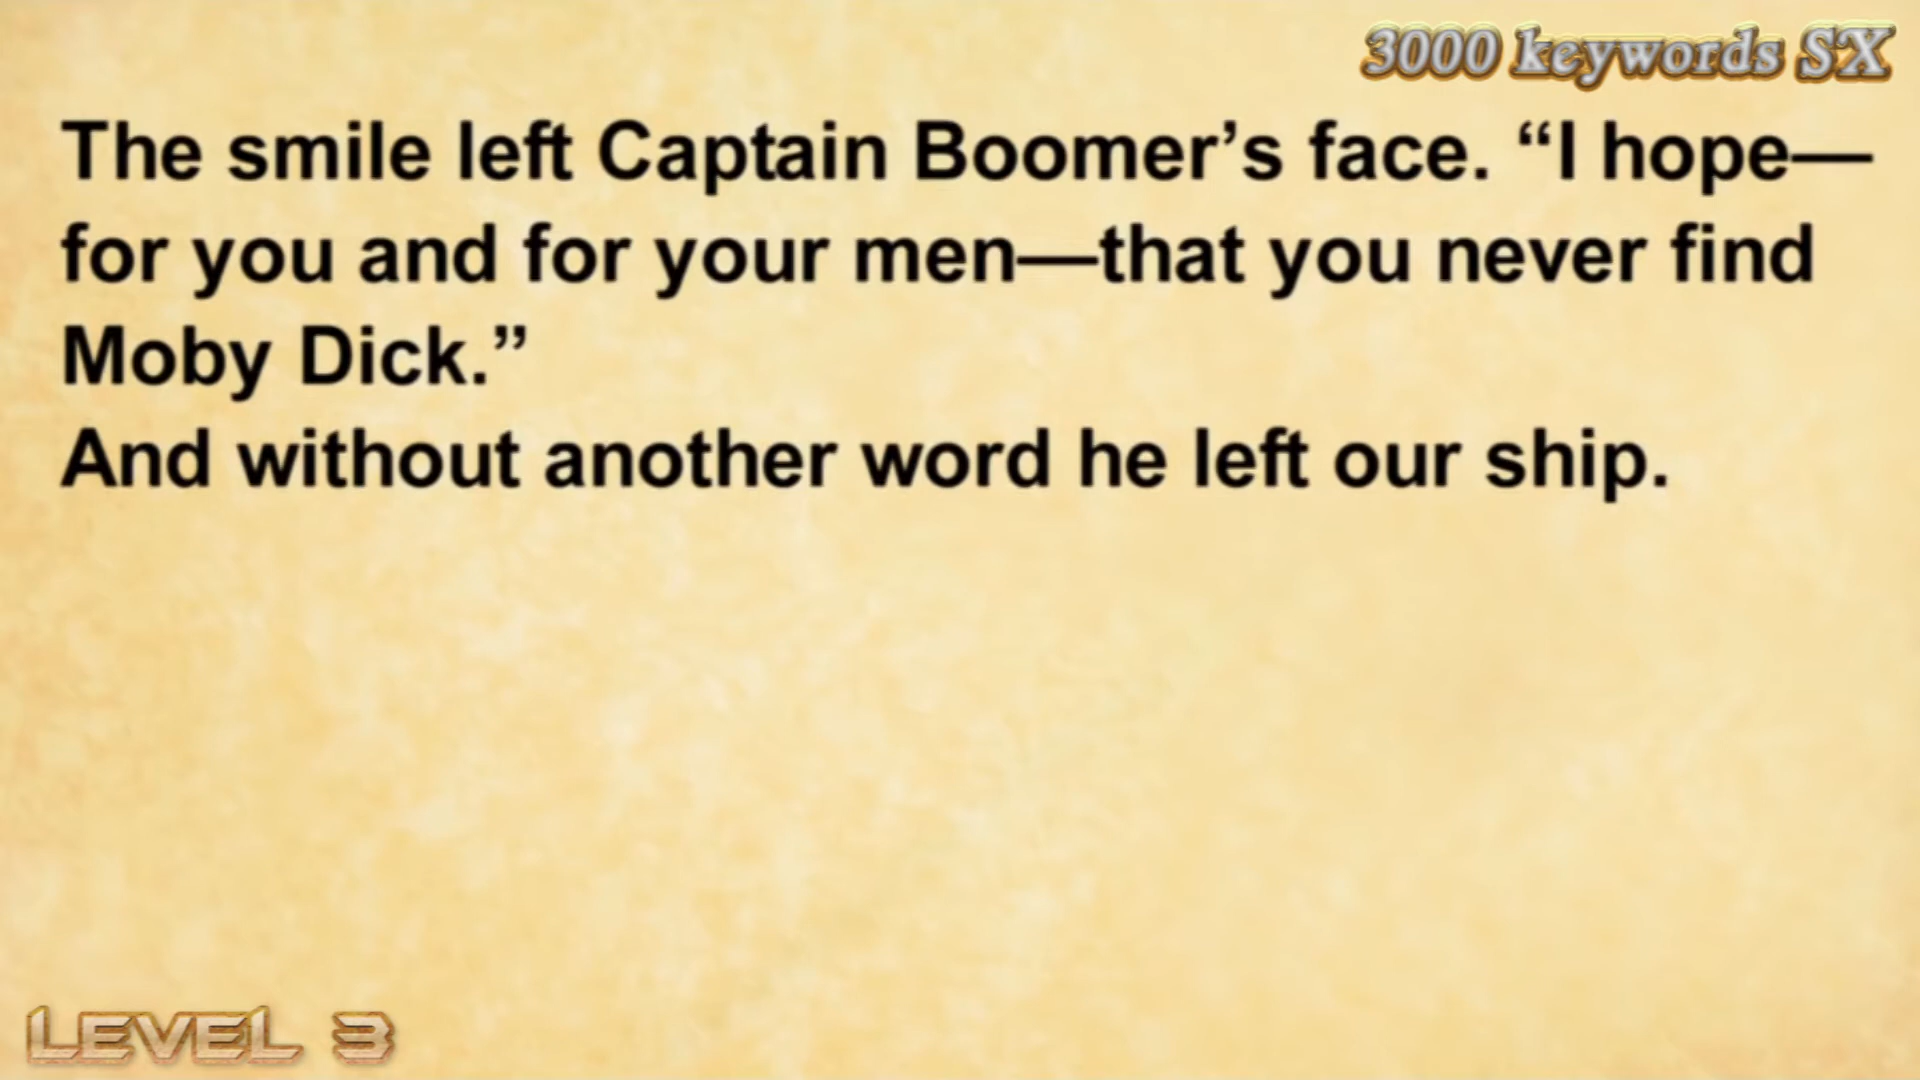 3000 keywords SX
The smile left Captain Boomer’s face. “I hope—
for you and for your men—that you never find
Moby Dick.”
And without another word he left our ship.
LEVEL 3